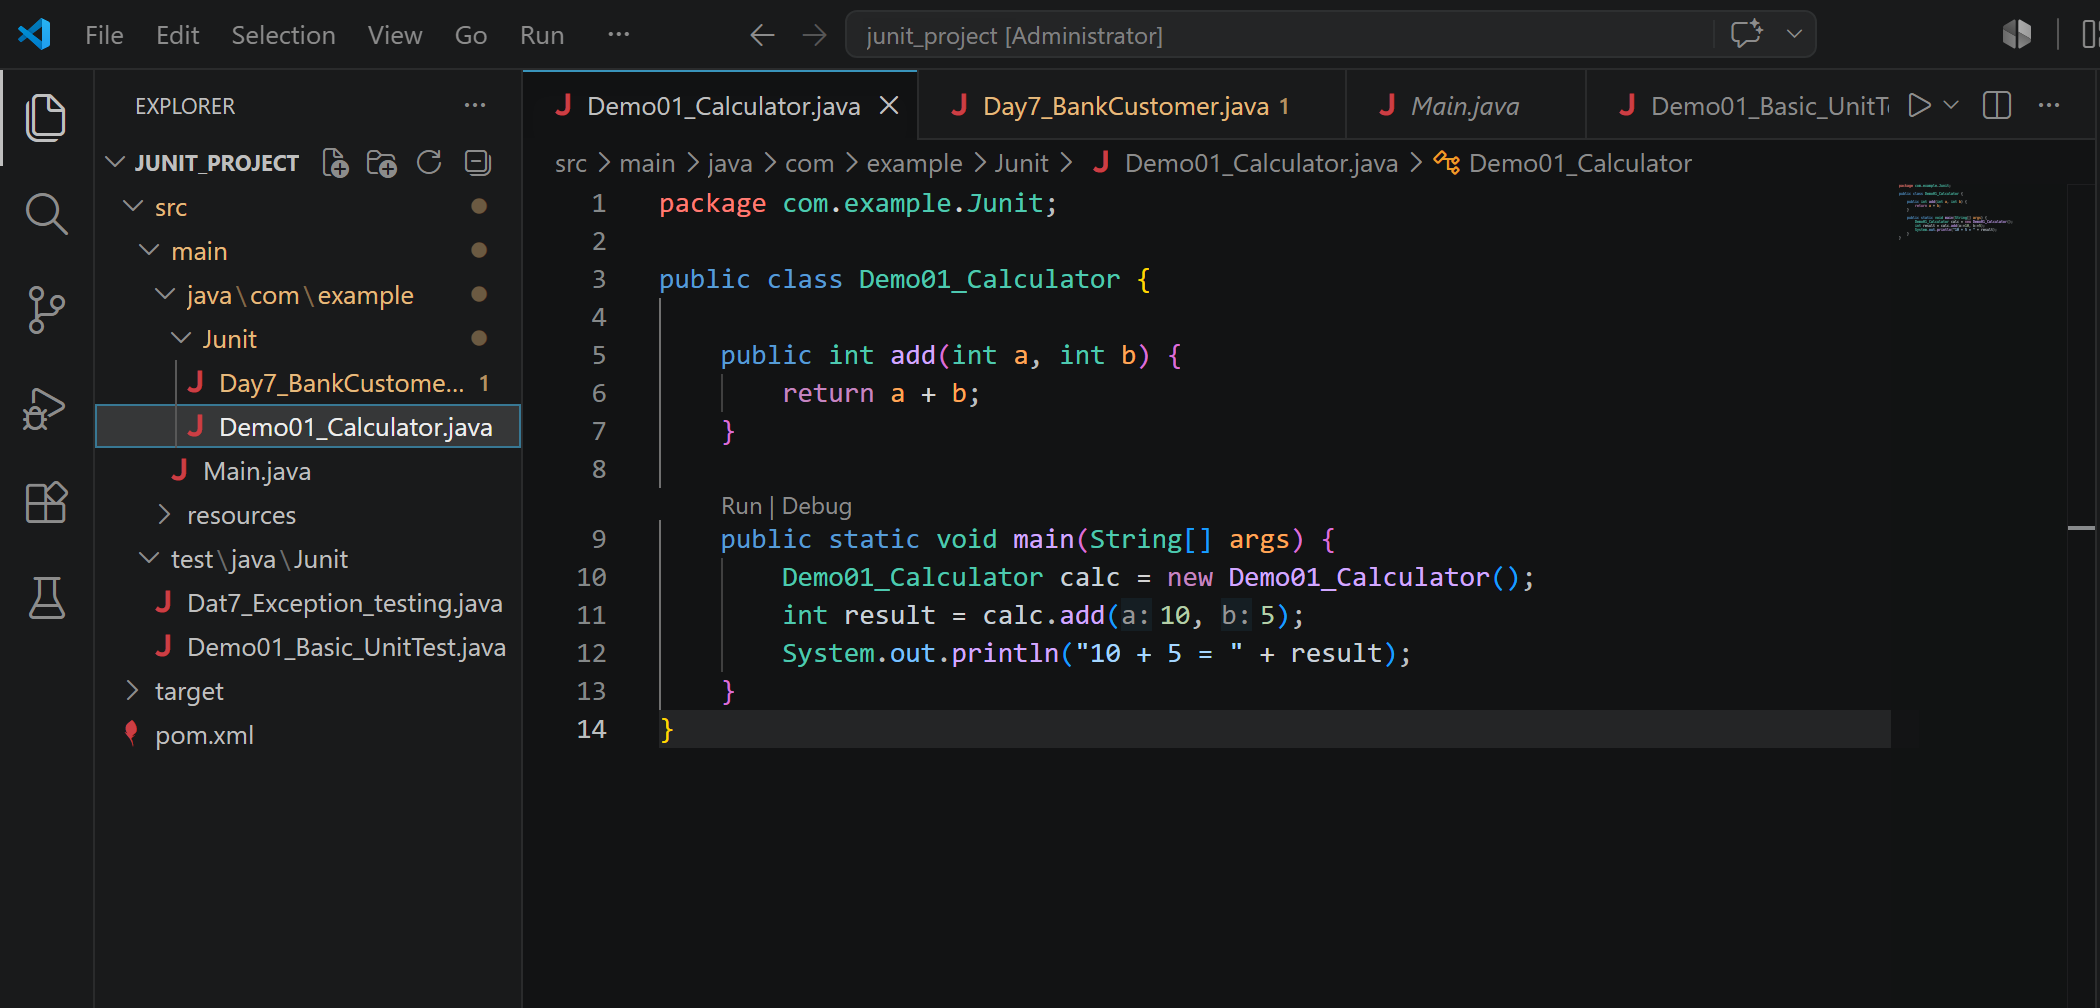 File Edit Selection View Go Run ···
junit_project [Administrator]
EXPLORER ···
JUNIT_PROJECT
src
main
java\com\example
Junit
J Day7_BankCustome... 1
J Demo01_Calculator.java
J Main.java
resources
test\java\Junit
J Dat7_Exception_testing.java
J Demo01_Basic_UnitTest.java
target
pom.xml
J Demo01_Calculator.java
J Day7_BankCustomer.java 1
J Main.java
J Demo01_Basic_UnitT
src > main > java > com > example > Junit > J Demo01_Calculator.java > Demo01_Calculator
1 package com.example.Junit;
2
3 public class Demo01_Calculator {
4
5 public int add(int a, int b) {
6 return a + b;
7 }
8
Run | Debug
9 public static void main(String[] args) {
10 Demo01_Calculator calc = new Demo01_Calculator();
11 int result = calc.add(a: 10, b: 5);
12 System.out.println("10 + 5 = " + result);
13 }
14 }